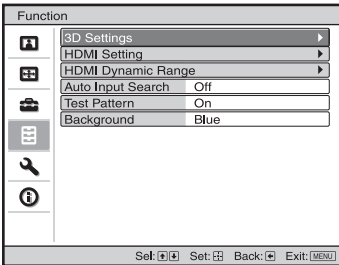 Function
3D Settings
HDMI Setting
HDMI Dynamic Range
Auto Input Search Off
Test Pattern On
Background Blue
Sel: Set: Back: Exit: MENU